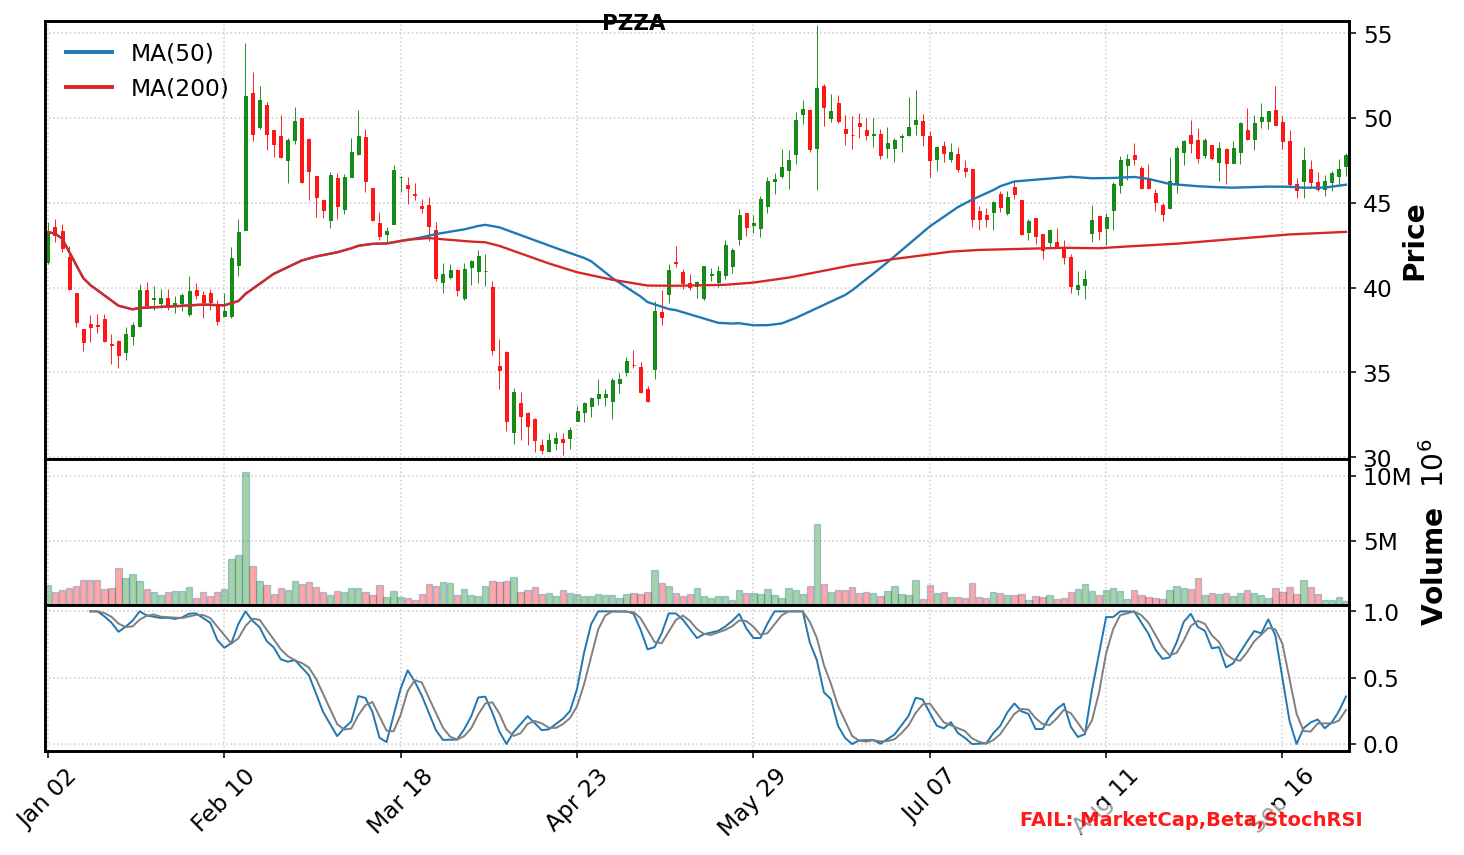 PZZA
MA(50)
MA(200)
55
50
45
40
35
30
Price
10M
5M
Volume 10^6
1.0
0.5
0.0
Jan 02
Feb 10
Mar 18
Apr 23
May 29
Jul 07
Aug 11
Sep 16
FAIL: MarketCap,Beta,StochRSI